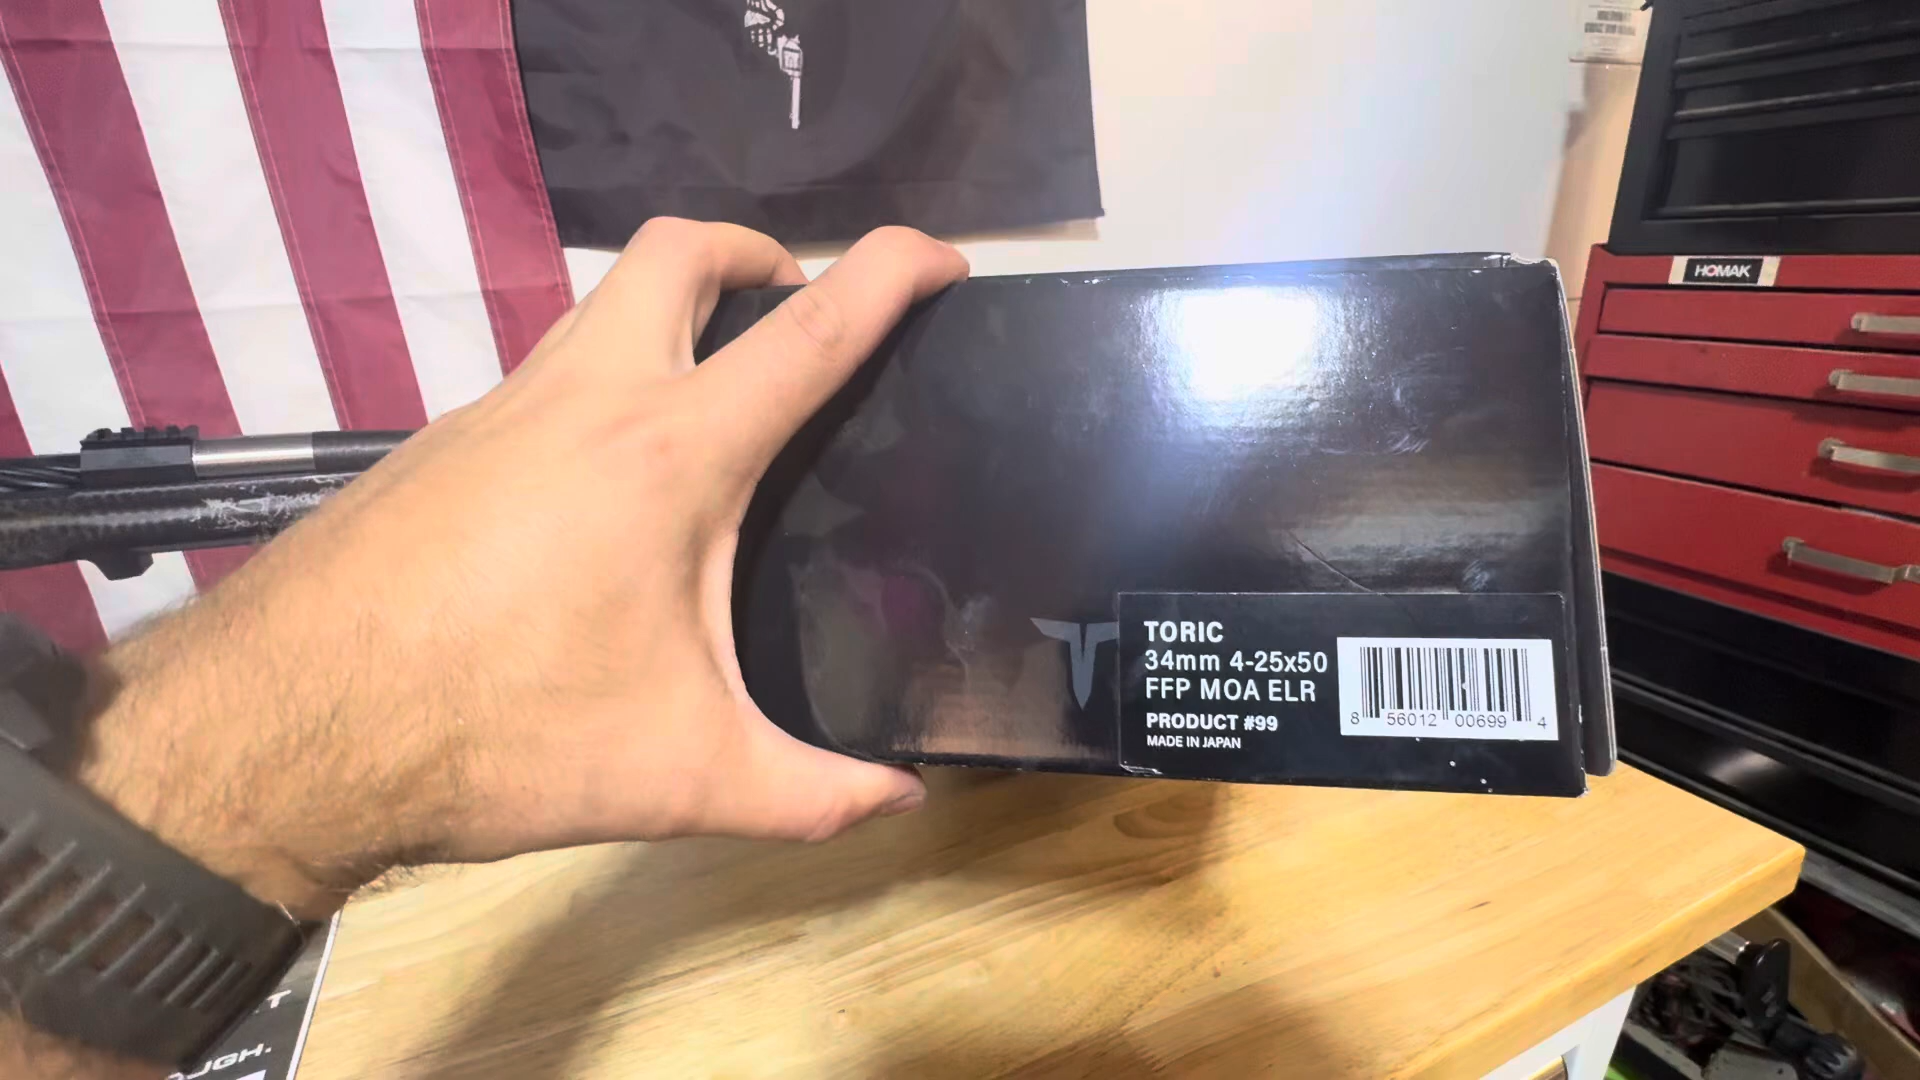 HOMAK
TORIC
34mm 4-25x50
FFP MOA ELR
PRODUCT #99
MADE IN JAPAN
8 56012 00699 4